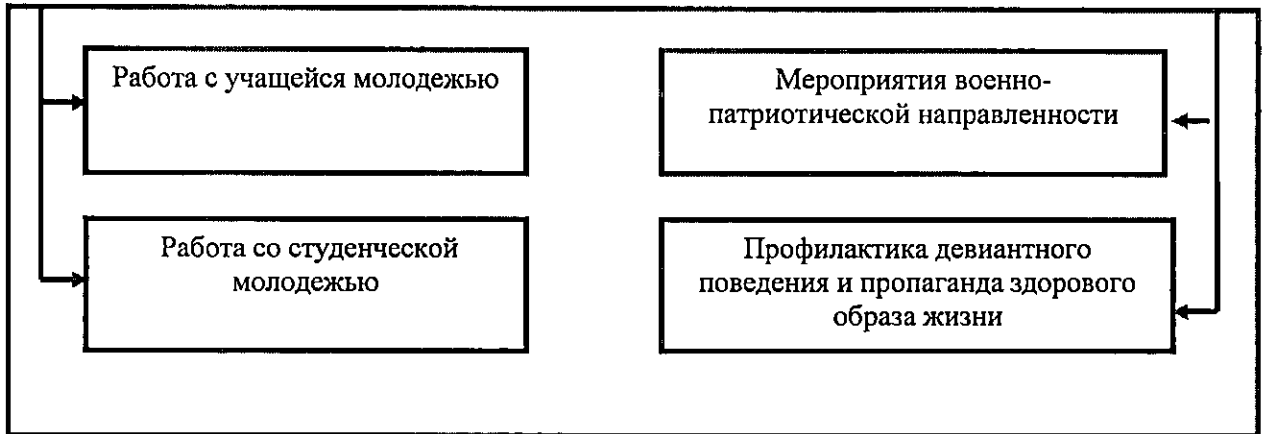 Работа с учащейся молодежью
Мероприятия военно-
патриотической направленности
Работа со студенческой
молодежью
Профилактика девиантного
поведения и пропаганда здорового
образа жизни